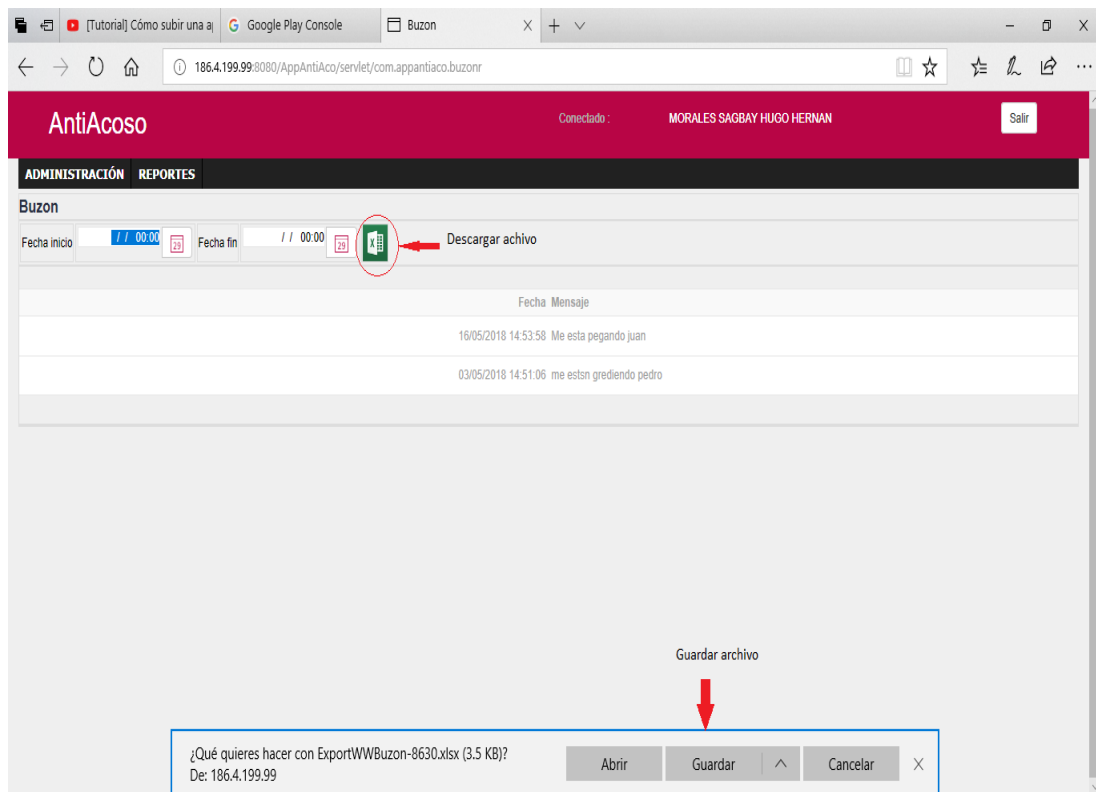 [Tutorial] Cómo subir una a
Google Play Console
Buzon
186.4.199.99:8080/AppAntiAco/servlet/com.appantiaco.buzonr
AntiAcoso
Conectado :
MORALES SAGBAY HUGO HERNAN
Salir
ADMINISTRACIÓN REPORTES
Buzon
Fecha inicio / / 00:00 29 Fecha fin / / 00:00 29 Descargar achivo
Fecha Mensaje
16/05/2018 14:53:58 Me esta pegando juan
03/05/2018 14:51:06 me estsn grediendo pedro
Guardar archivo
¿Qué quieres hacer con ExportWWBuzon-8630.xlsx (3.5 KB)?
De: 186.4.199.99
Abrir
Guardar
Cancelar